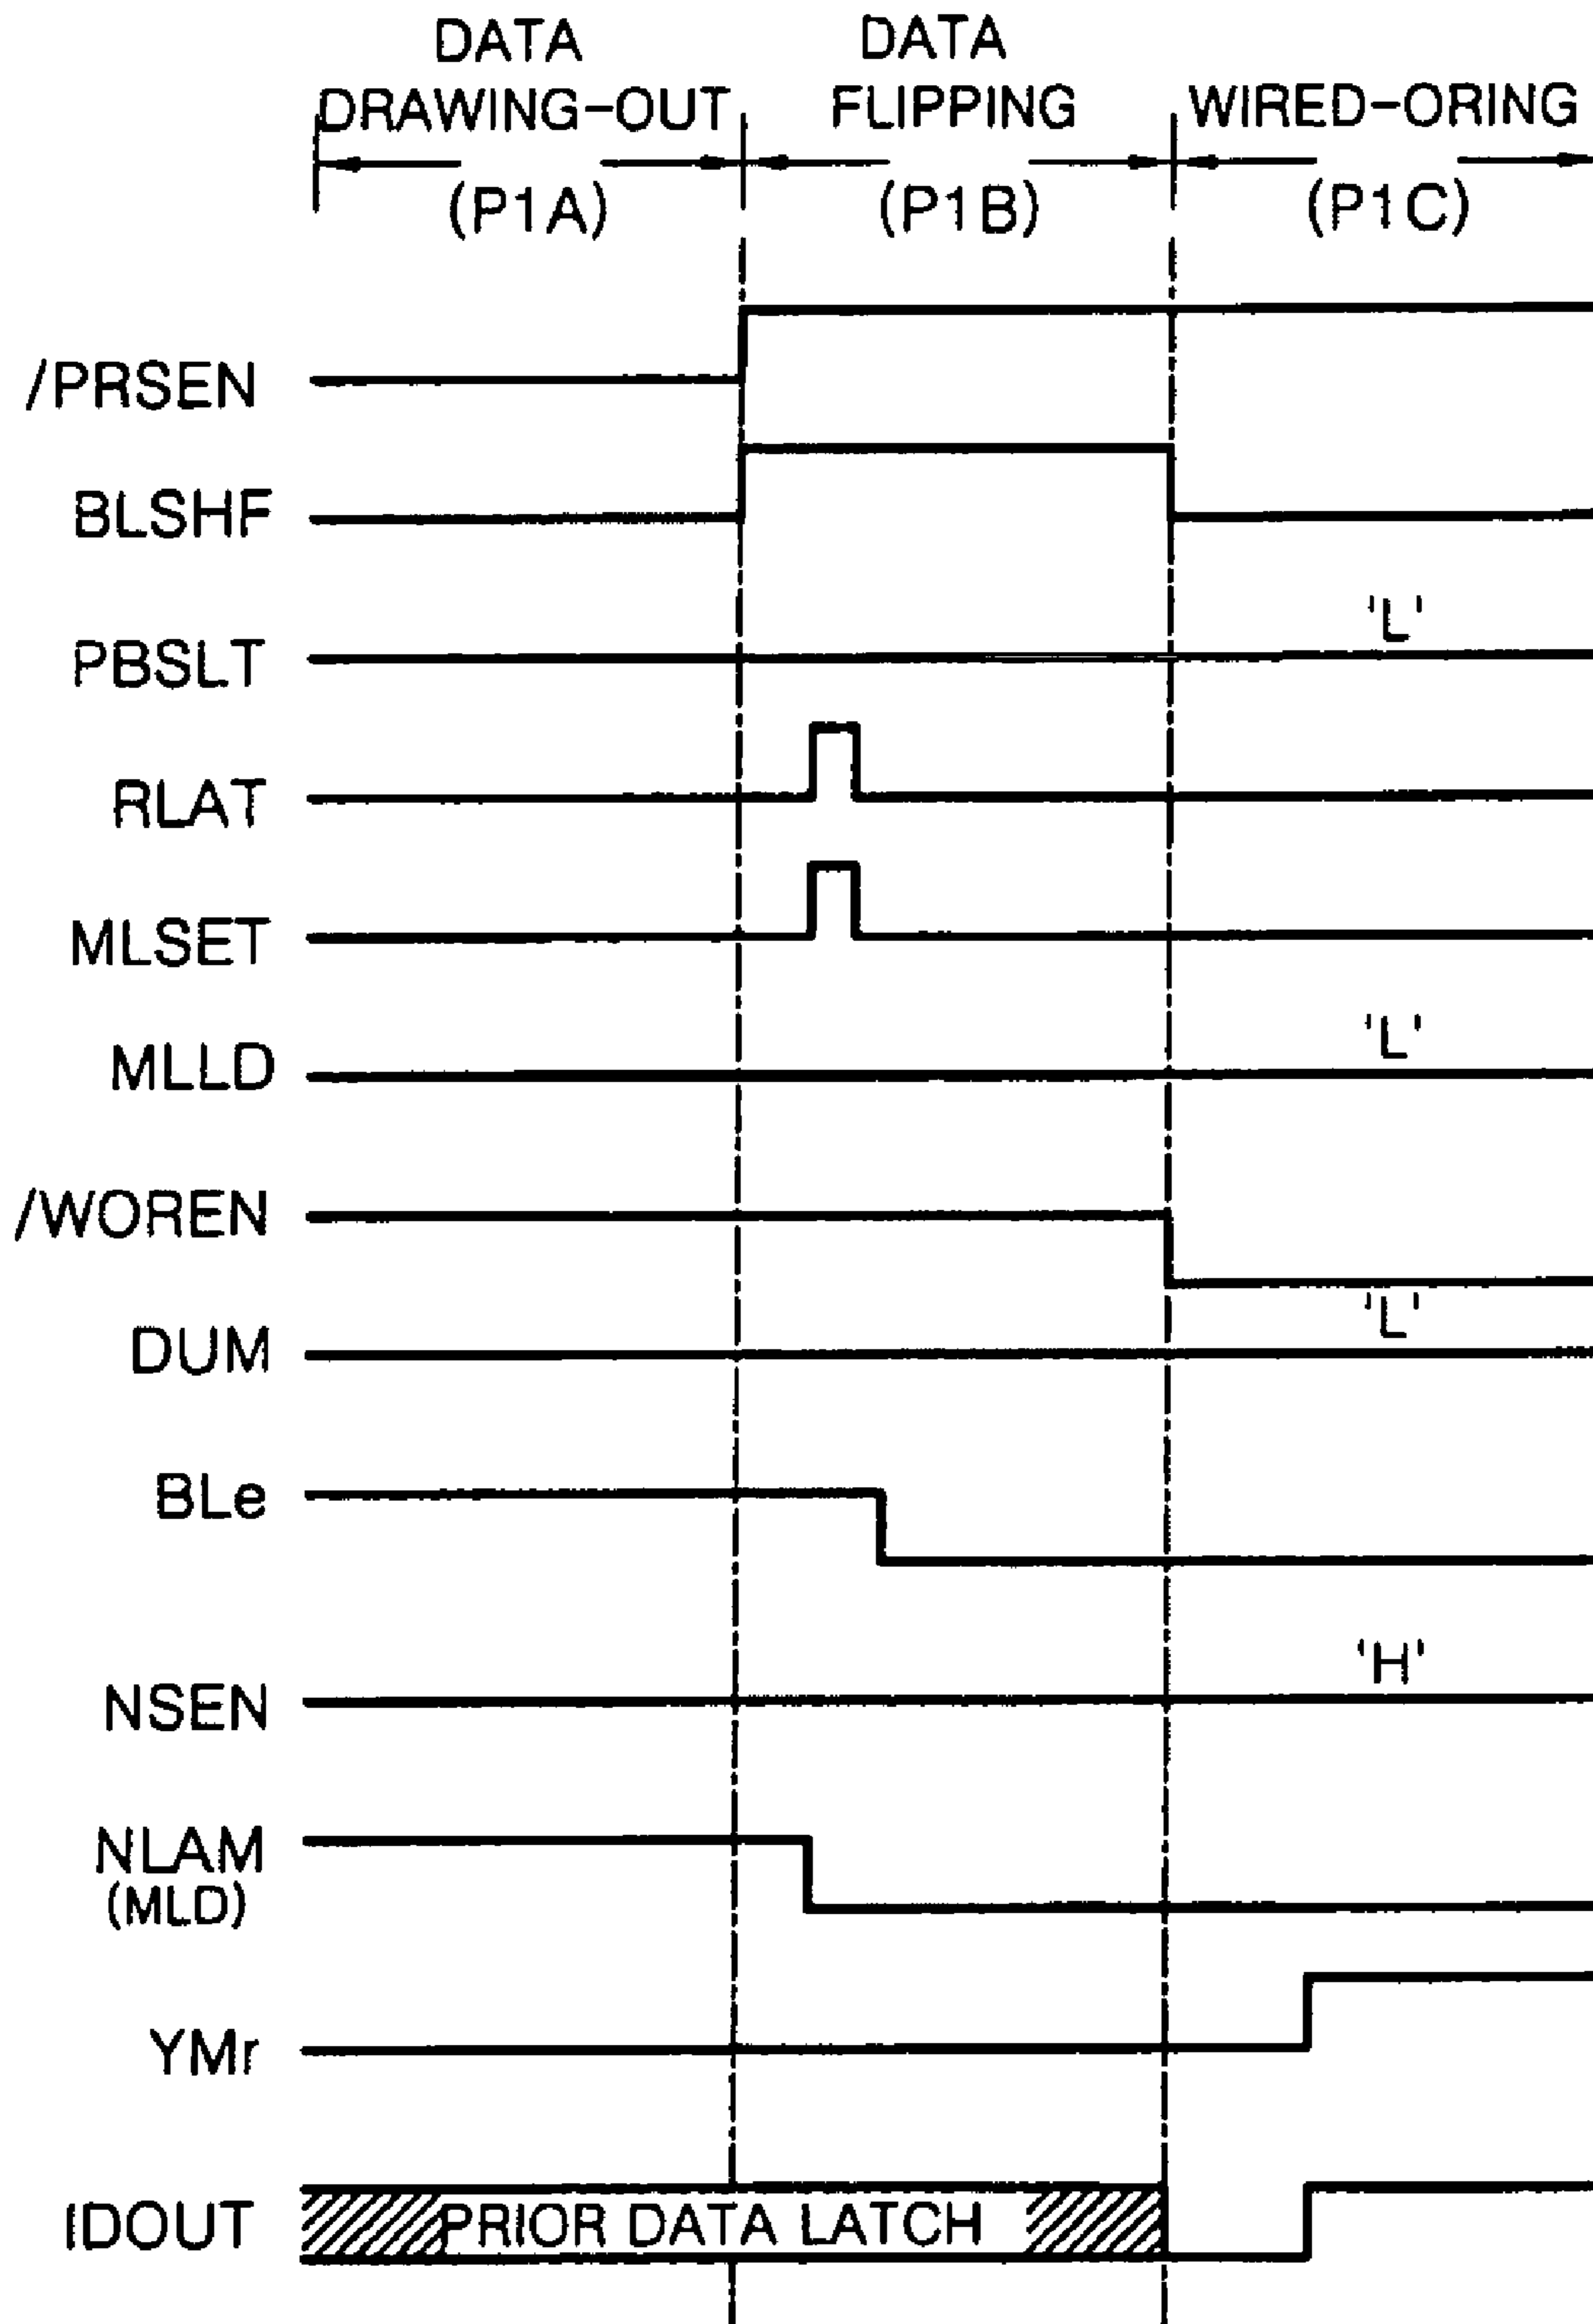 DATA
DRAWING-OUT
(P1A)
DATA
FLIPPING
(P1B)
WIRED-ORING
(P1C)
/PRSEN
BLSHF
PBSLT 'L'
RLAT
MLSET
MLLD 'L'
/WOREN
DUM 'L'
BLe
NSEN 'H'
NLAM
(MLD)
YMr
IDOUT PRIOR DATA LATCH